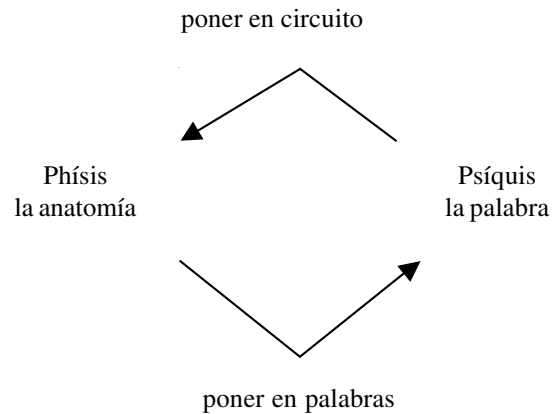 poner en circuito
Phísis
la anatomía
Psíquis
la palabra
poner en palabras